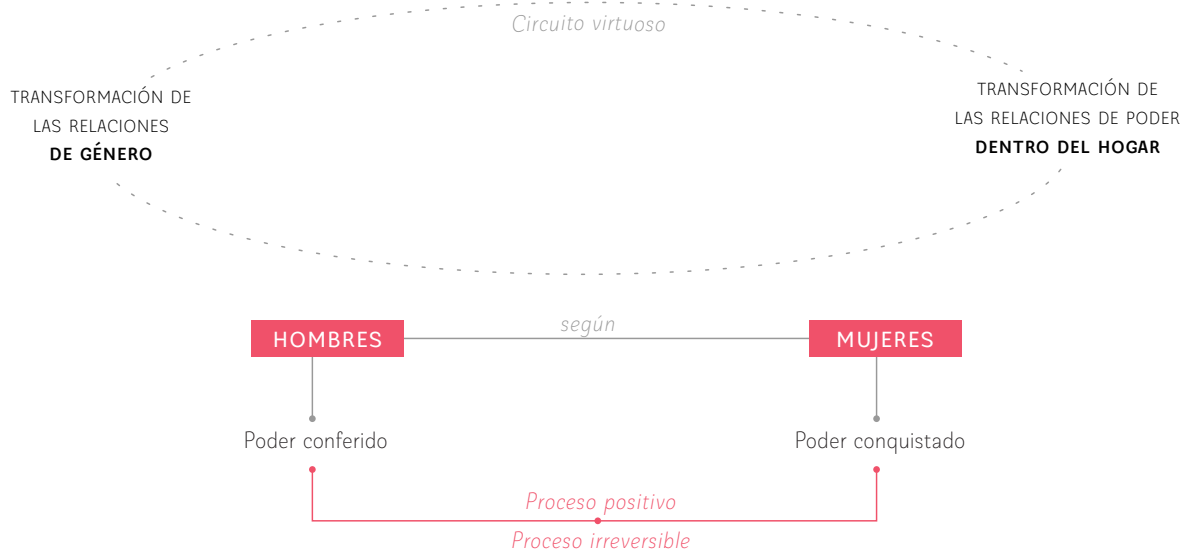 Circuito virtuoso
TRANSFORMACIÓN DE
LAS RELACIONES
DE GÉNERO
TRANSFORMACIÓN DE
LAS RELACIONES DE PODER
DENTRO DEL HOGAR
según
HOMBRES
MUJERES
Poder conferido
Poder conquistado
Proceso positivo
Proceso irreversible